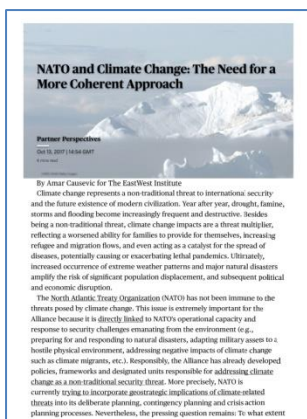 NATO and Climate Change: The Need for a
More Coherent Approach
Partner Perspectives
Oct 13, 2017 | 14:04 GMT
By Amar Causevic for The EastWest Institute
Climate change represents a non-traditional threat to international security
and the future existence of modern civilization. Year after year, drought, famine,
storms and flooding become increasingly frequent and destructive. Besides
being a non-traditional threat, climate change impacts are a threat multiplier,
reflecting a worsened ability for families to provide for themselves, increasing
refugee and migration flows, and even acting as a catalyst for the spread of
diseases, potentially causing or exacerbating lethal pandemics. Ultimately,
increased occurrence of extreme weather patterns and major natural disasters
amplify the risk of significant population displacement, and subsequent political
and economic disruption.
The North Atlantic Treaty Organization (NATO) has not been immune to the
threats posed by climate change. This issue is extremely important for the
Alliance because it is directly linked to NATO's operational capacity and
response to security challenges emanating from the environment (e.g.,
preparing for and responding to natural disasters, adapting military assets to a
hostile physical environment, addressing negative impacts of climate change
such as climate migrants, etc.). Responsibly, the Alliance has already developed
policies, frameworks and designated units responsible for addressing climate
change as a non-traditional security threat. More precisely, NATO is
currently trying to incorporate geostrategic implications of climate-related
threats into its deliberate planning, contingency planning and crisis action
planning processes. Nevertheless, the pressing question remains: To what extent